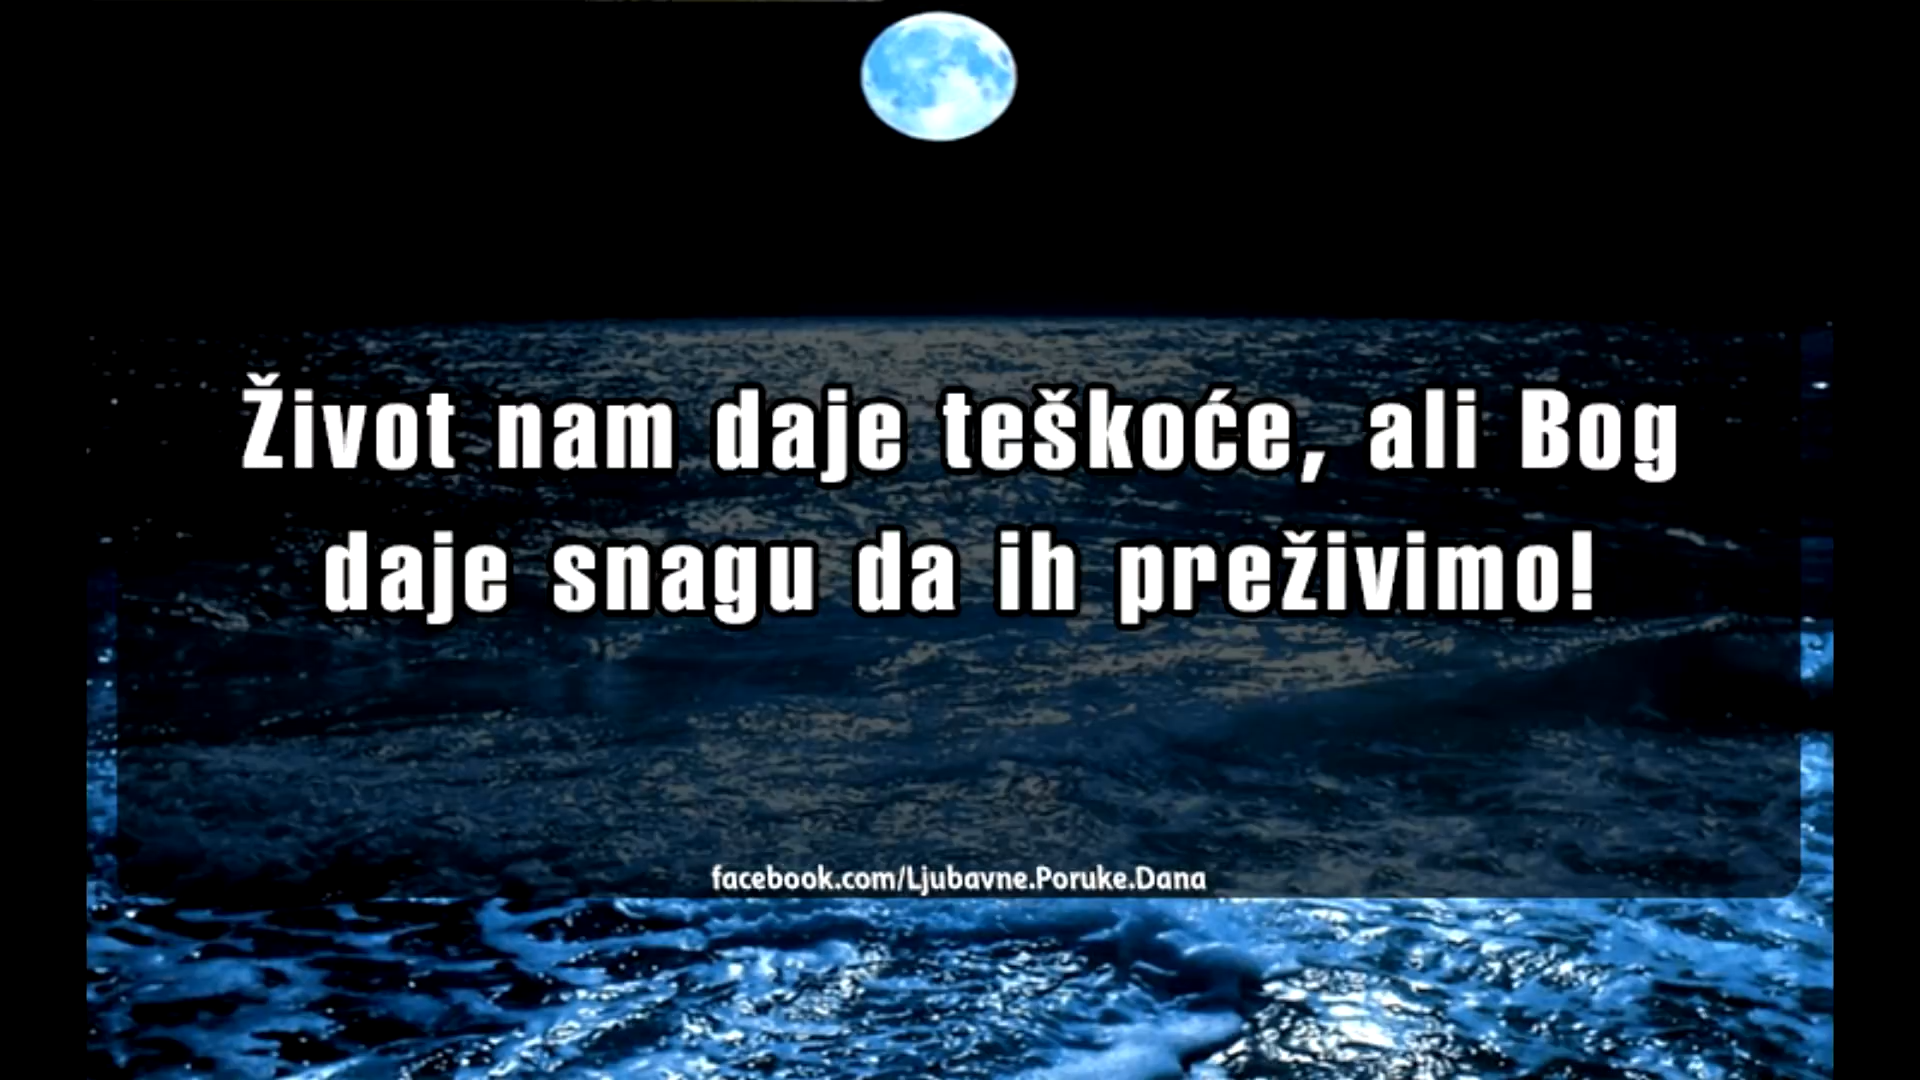 Život nam daje teškoće, ali Bog
daje snagu da ih preživimo!
facebook.com/Ljubavne.Poruke.Dana